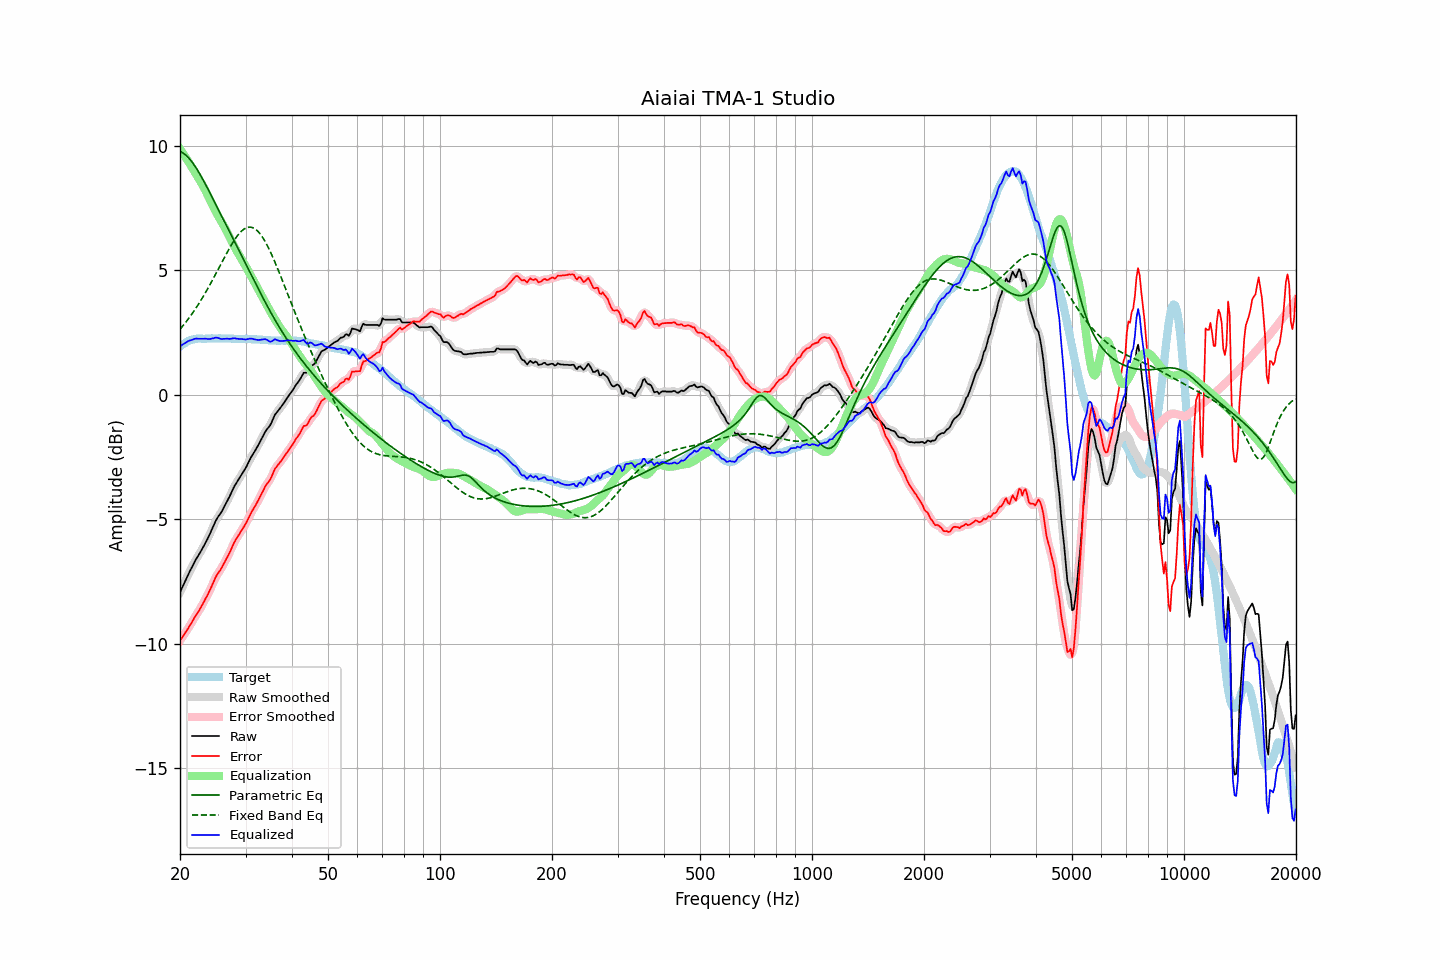 Aiaiai TMA-1 Studio
Amplitude (dBr)
10
5
0
−5
−10
−15
Target
Raw Smoothed
Error Smoothed
Raw
Error
Equalization
Parametric Eq
Fixed Band Eq
Equalized
20 50 100 200 500 1000 2000 5000 10000 20000
Frequency (Hz)